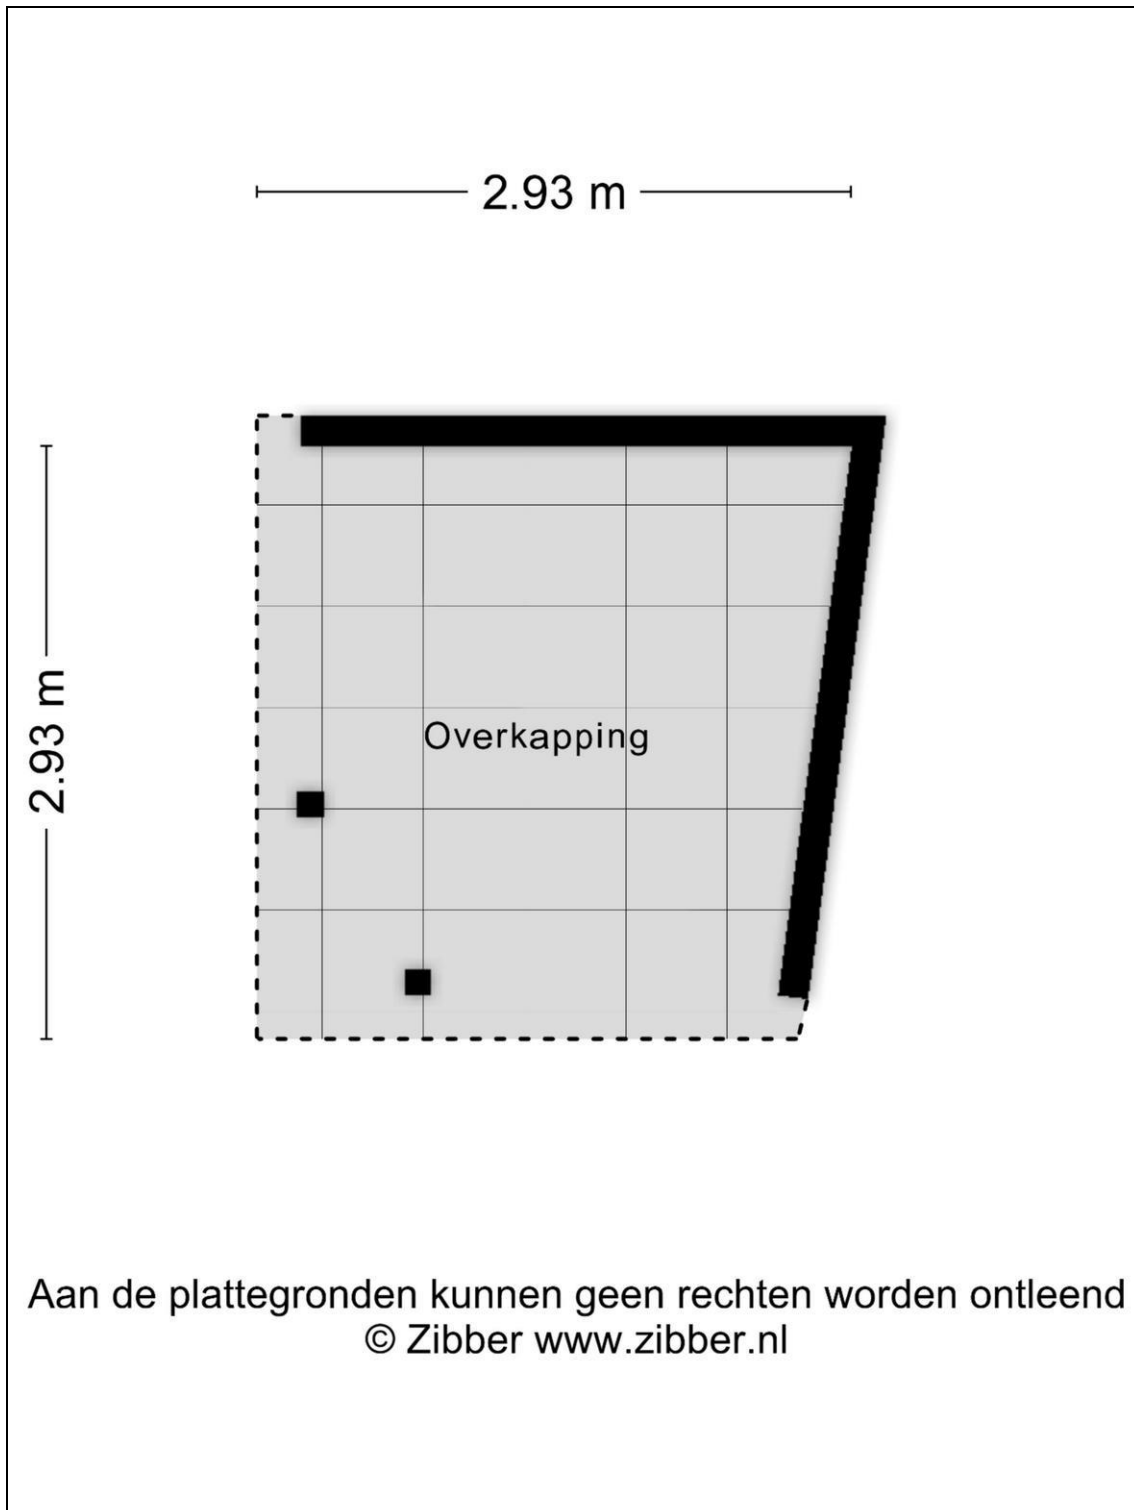 2.93 m
2.93 m
Overkapping
Aan de plattegronden kunnen geen rechten worden ontleend
© Zibber www.zibber.nl